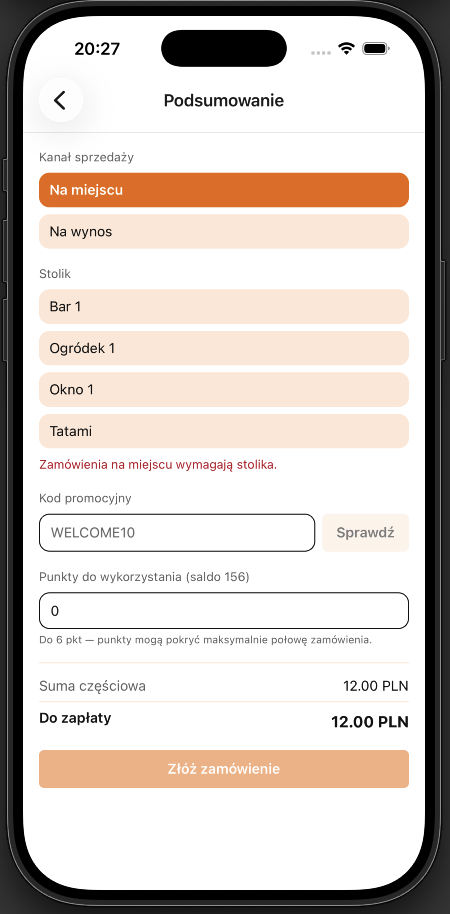 20:27
Podsumowanie
Kanał sprzedaży
Na miejscu
Na wynos
Stolik
Bar 1
Ogródek 1
Okno 1
Tatami
Zamówienia na miejscu wymagają stolika.
Kod promocyjny
WELCOME10 Sprawdź
Punkty do wykorzystania (saldo 156)
0
Do 6 pkt — punkty mogą pokryć maksymalnie połowę zamówienia.
Suma częściowa 12.00 PLN
Do zapłaty 12.00 PLN
Złóż zamówienie